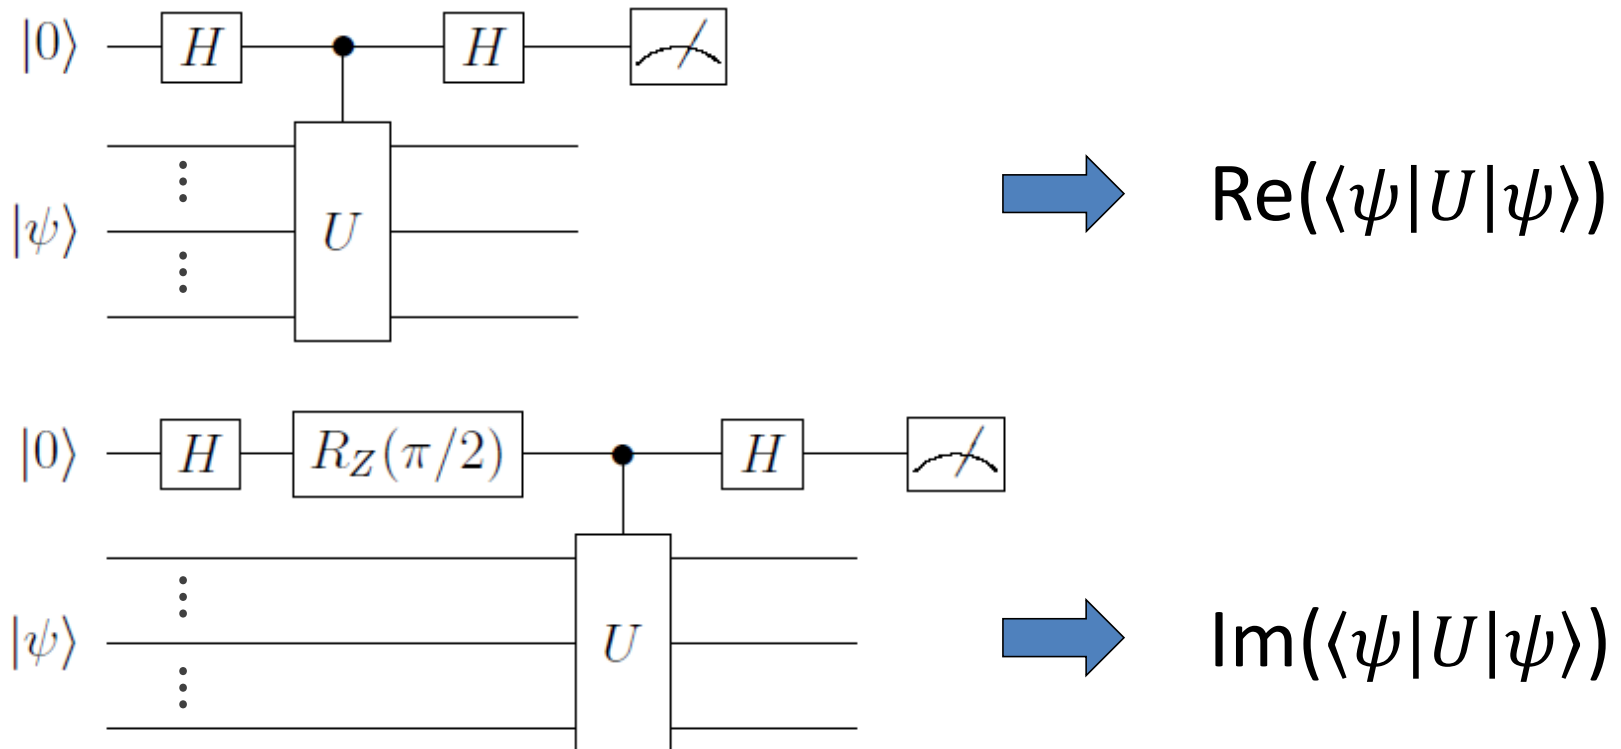 |0⟩ H H
Re(⟨ψ|U|ψ⟩)
|ψ⟩ U
|0⟩ H R_Z(π/2) H
Im(⟨ψ|U|ψ⟩)
|ψ⟩ U